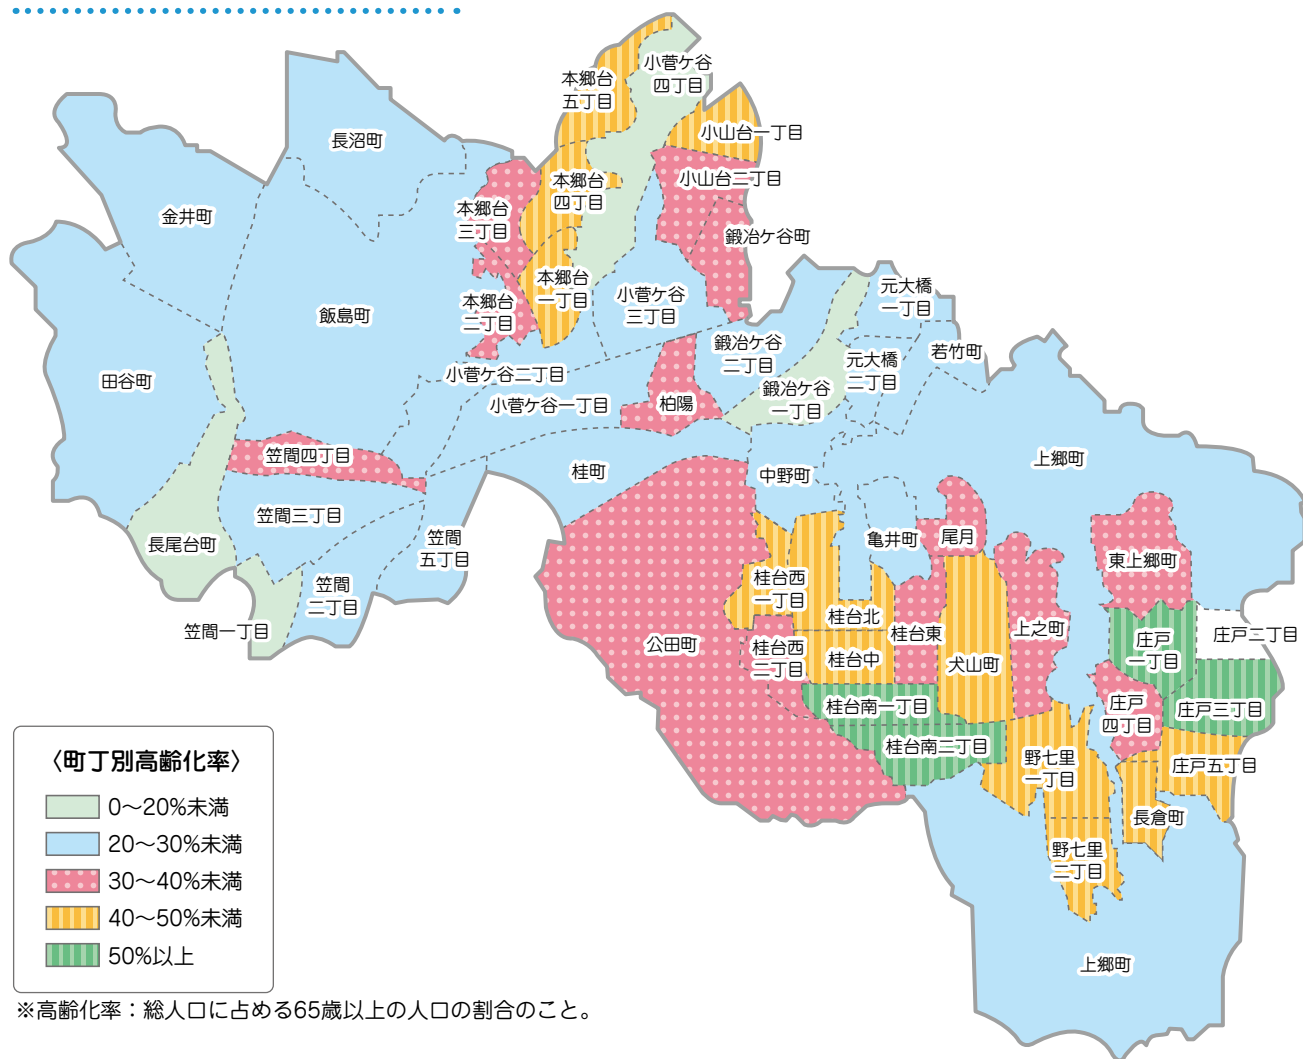 小菅ケ谷
四丁目
本郷台
五丁目
小山台一丁目
長沼町
小山台二丁目
本郷台
四丁目
金井町
本郷台
三丁目
鍛冶ケ谷町
本郷台
一丁目
元大橋
一丁目
小菅ケ谷
三丁目
本郷台
二丁目
飯島町
鍛冶ケ谷
二丁目
若竹町
元大橋
二丁目
小菅ケ谷二丁目
田谷町
鍛冶ケ谷
一丁目
小菅ケ谷一丁目
柏陽
笠間四丁目
上郷町
桂町
中野町
笠間三丁目
笠間
五丁目
長尾台町
亀井町
尾月
東上郷町
桂台西
一丁目
笠間
二丁目
笠間一丁目
桂台北
桂台東
上之町
庄戸
一丁目
庄戸二丁目
公田町
桂台西
二丁目
桂台中
犬山町
桂台南一丁目
庄戸
四丁目
庄戸三丁目
桂台南二丁目
野七里
一丁目
庄戸五丁目
長倉町
野七里
二丁目
上郷町
〈町丁別高齢化率〉
0〜20%未満
20〜30%未満
30〜40%未満
40〜50%未満
50%以上
※高齢化率：総人口に占める65歳以上の人口の割合のこと。